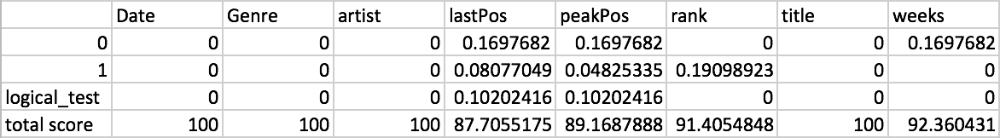 Date Genre artist lastPos peakPos rank title weeks
0 0 0 0 0.1697682 0.1697682 0 0 0.1697682
1 0 0 0 0.08077049 0.04825335 0.19098923 0 0
logical_test 0 0 0 0.10202416 0.10202416 0 0 0
total score 100 100 100 87.7055175 89.1687888 91.4054848 100 92.360431